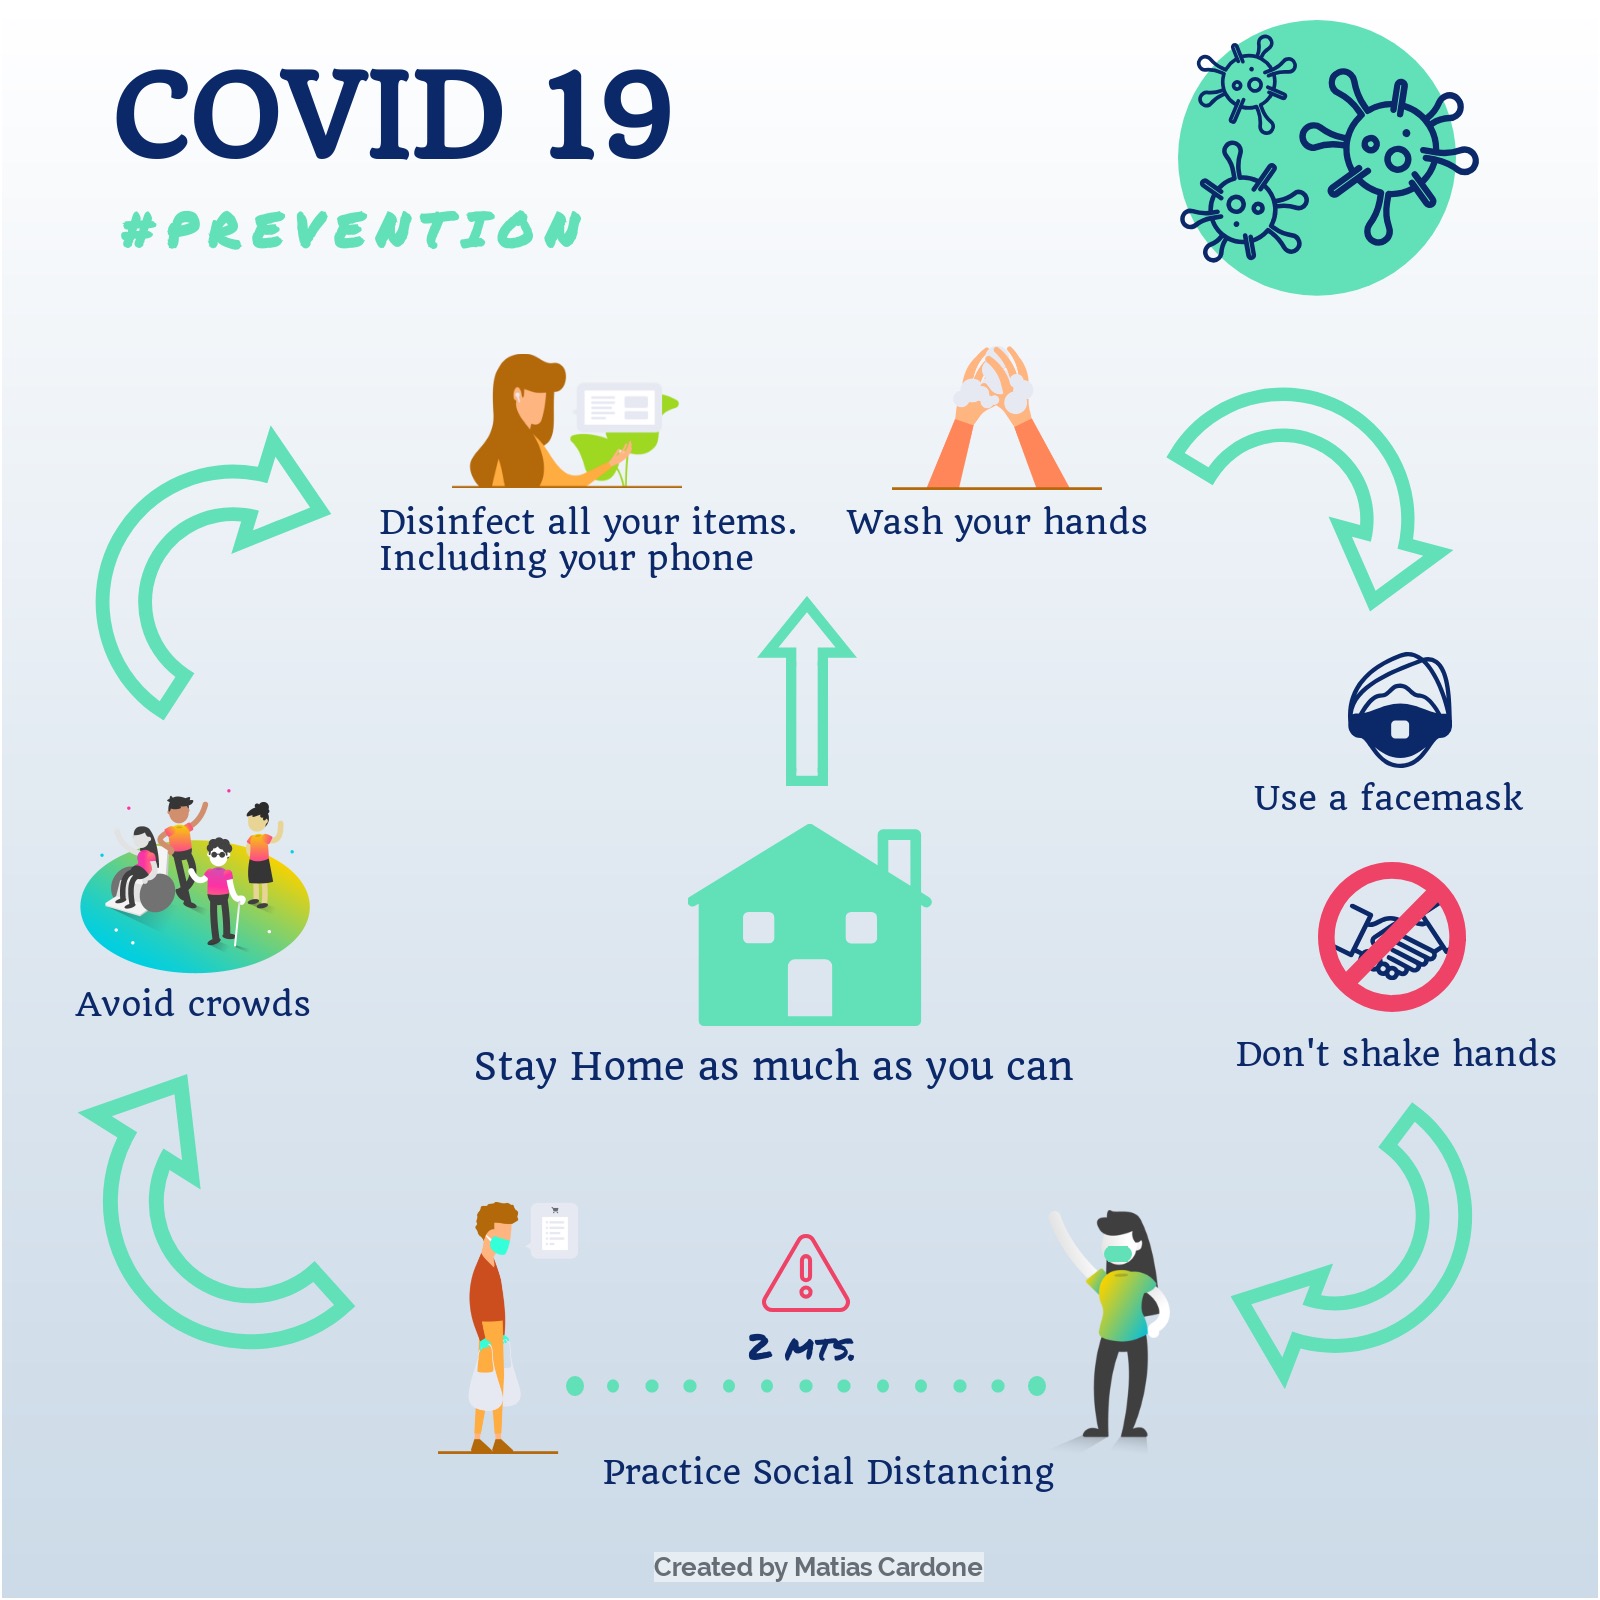 COVID 19
#PREVENTION
Disinfect all your items.
Including your phone
Wash your hands
Use a facemask
Don't shake hands
Avoid crowds
Stay Home as much as you can
2 MTS.
Practice Social Distancing
Created by Matias Cardone